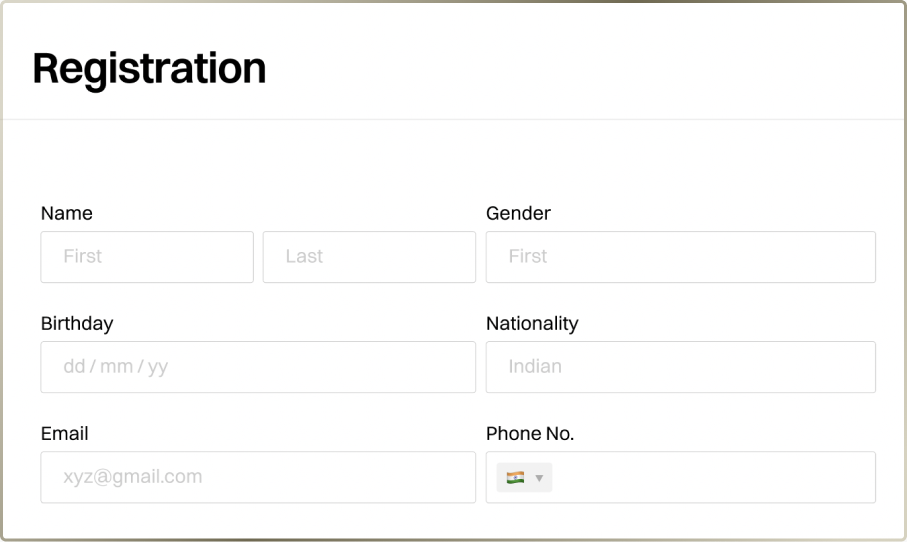 Registration
Name
First
Last
Gender
First
Birthday
dd / mm / yy
Nationality
Indian
Email
xyz@gmail.com
Phone No.